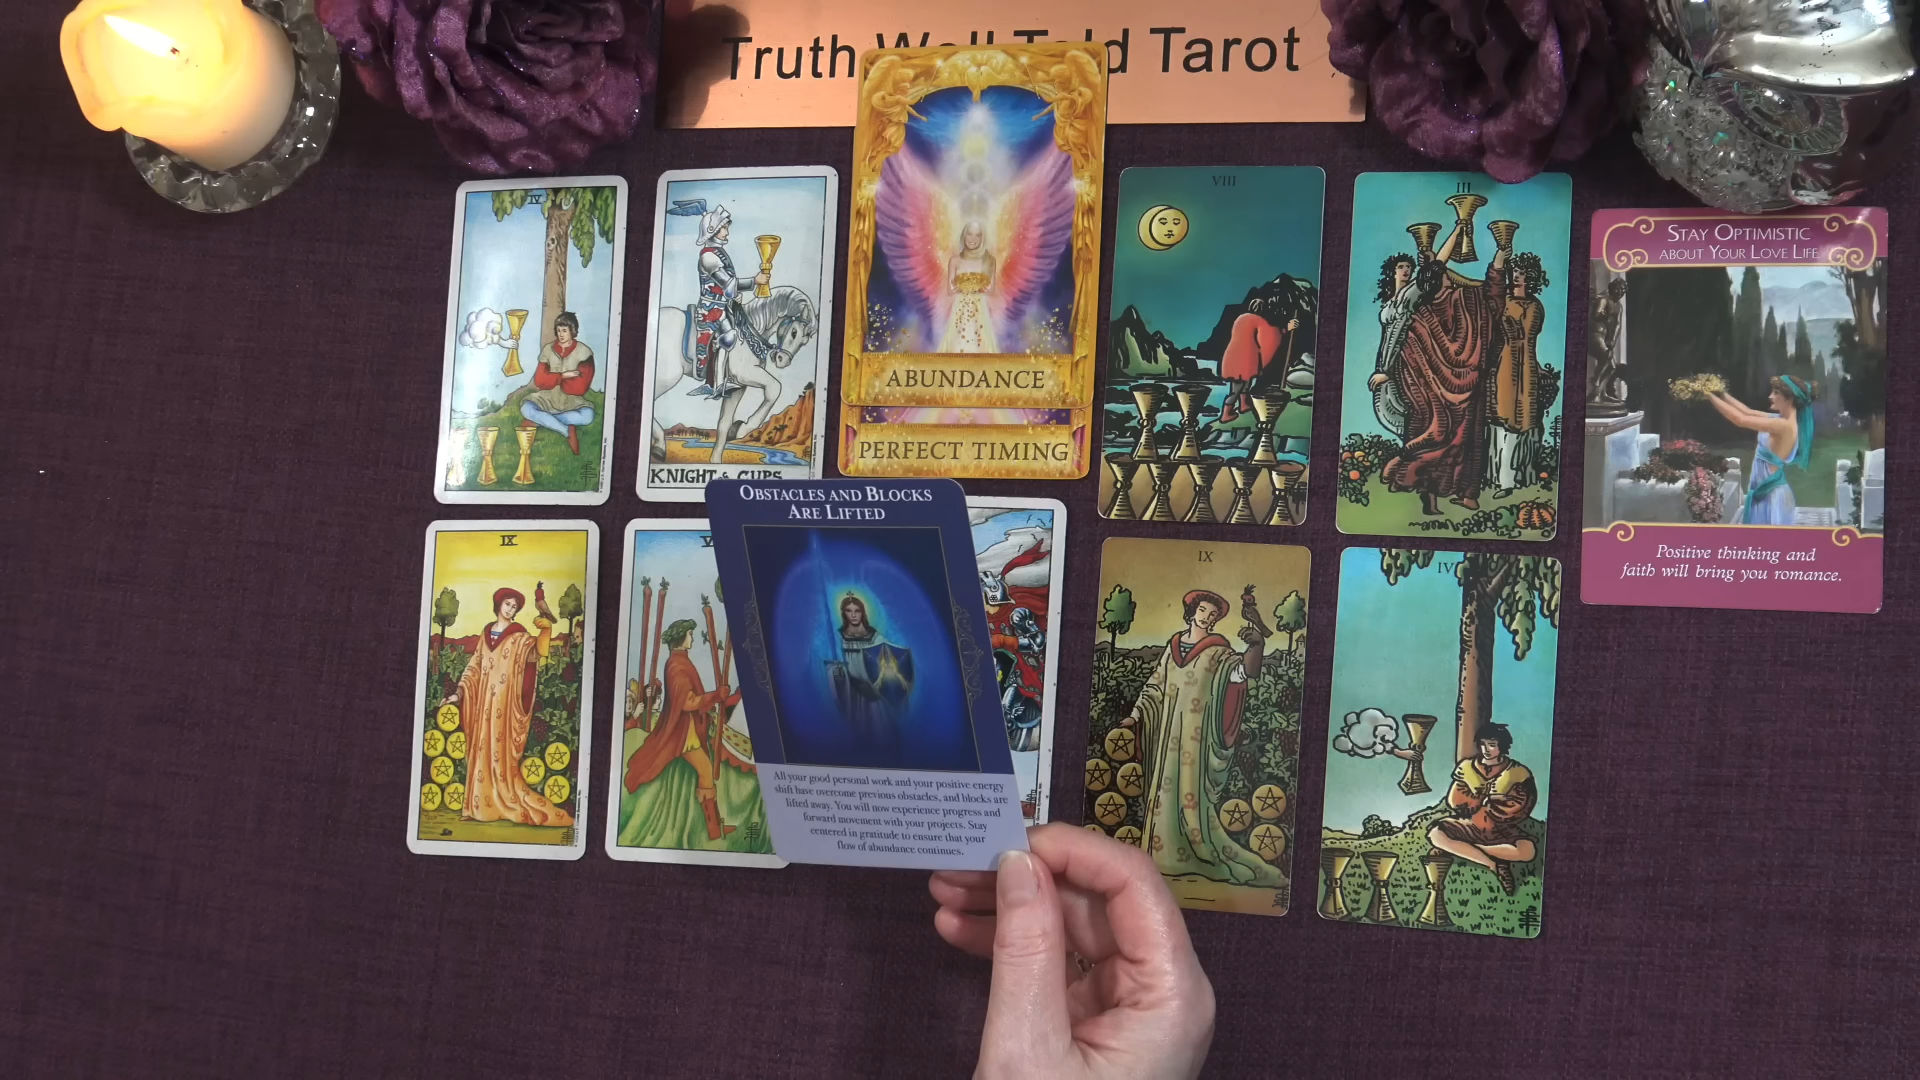 Truth Well Told Tarot
IV
KNIGHT of CUPS
ABUNDANCE
PERFECT TIMING
VIII
III
STAY OPTIMISTIC
ABOUT YOUR LOVE LIFE
Positive thinking and
faith will bring you romance.
OBSTACLES AND BLOCKS
ARE LIFTED
All your good personal work and your positive energy
shift have overcome previous obstacles, and blocks are
lifted away. You will now experience progress and
forward movement with your projects. Stay
centered in gratitude to ensure that your
flow of abundance continues.
IX
V
IX
IV